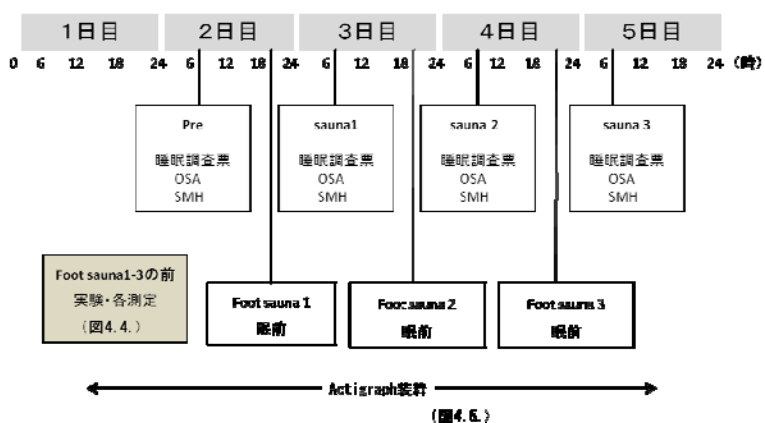 1日目 2日目 3日目 4日目 5日目
0 6 12 18 24 6 12 18 24 6 12 18 24 6 12 18 24 6 12 18 24 (時)
Pre
睡眠調査票
OSA
SMH
sauna1
睡眠調査票
OSA
SMH
sauna 2
睡眠調査票
OSA
SMH
sauna 3
睡眠調査票
OSA
SMH
Foot sauna1-3の前
実験・各測定
(図4.4.)
Foot sauna 1
眠前
Foot sauna 2
眠前
Foot sauna 3
眠前
Actigraph装着
(図4.5.)